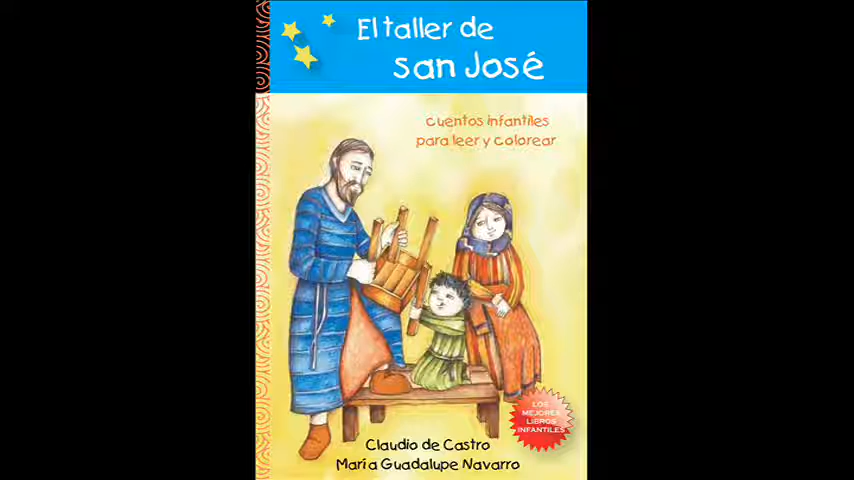 El taller de
san José
cuentos infantiles
para leer y colorear
LOS
MEJORES
LIBROS
INFANTILES
Claudio de Castro
María Guadalupe Navarro